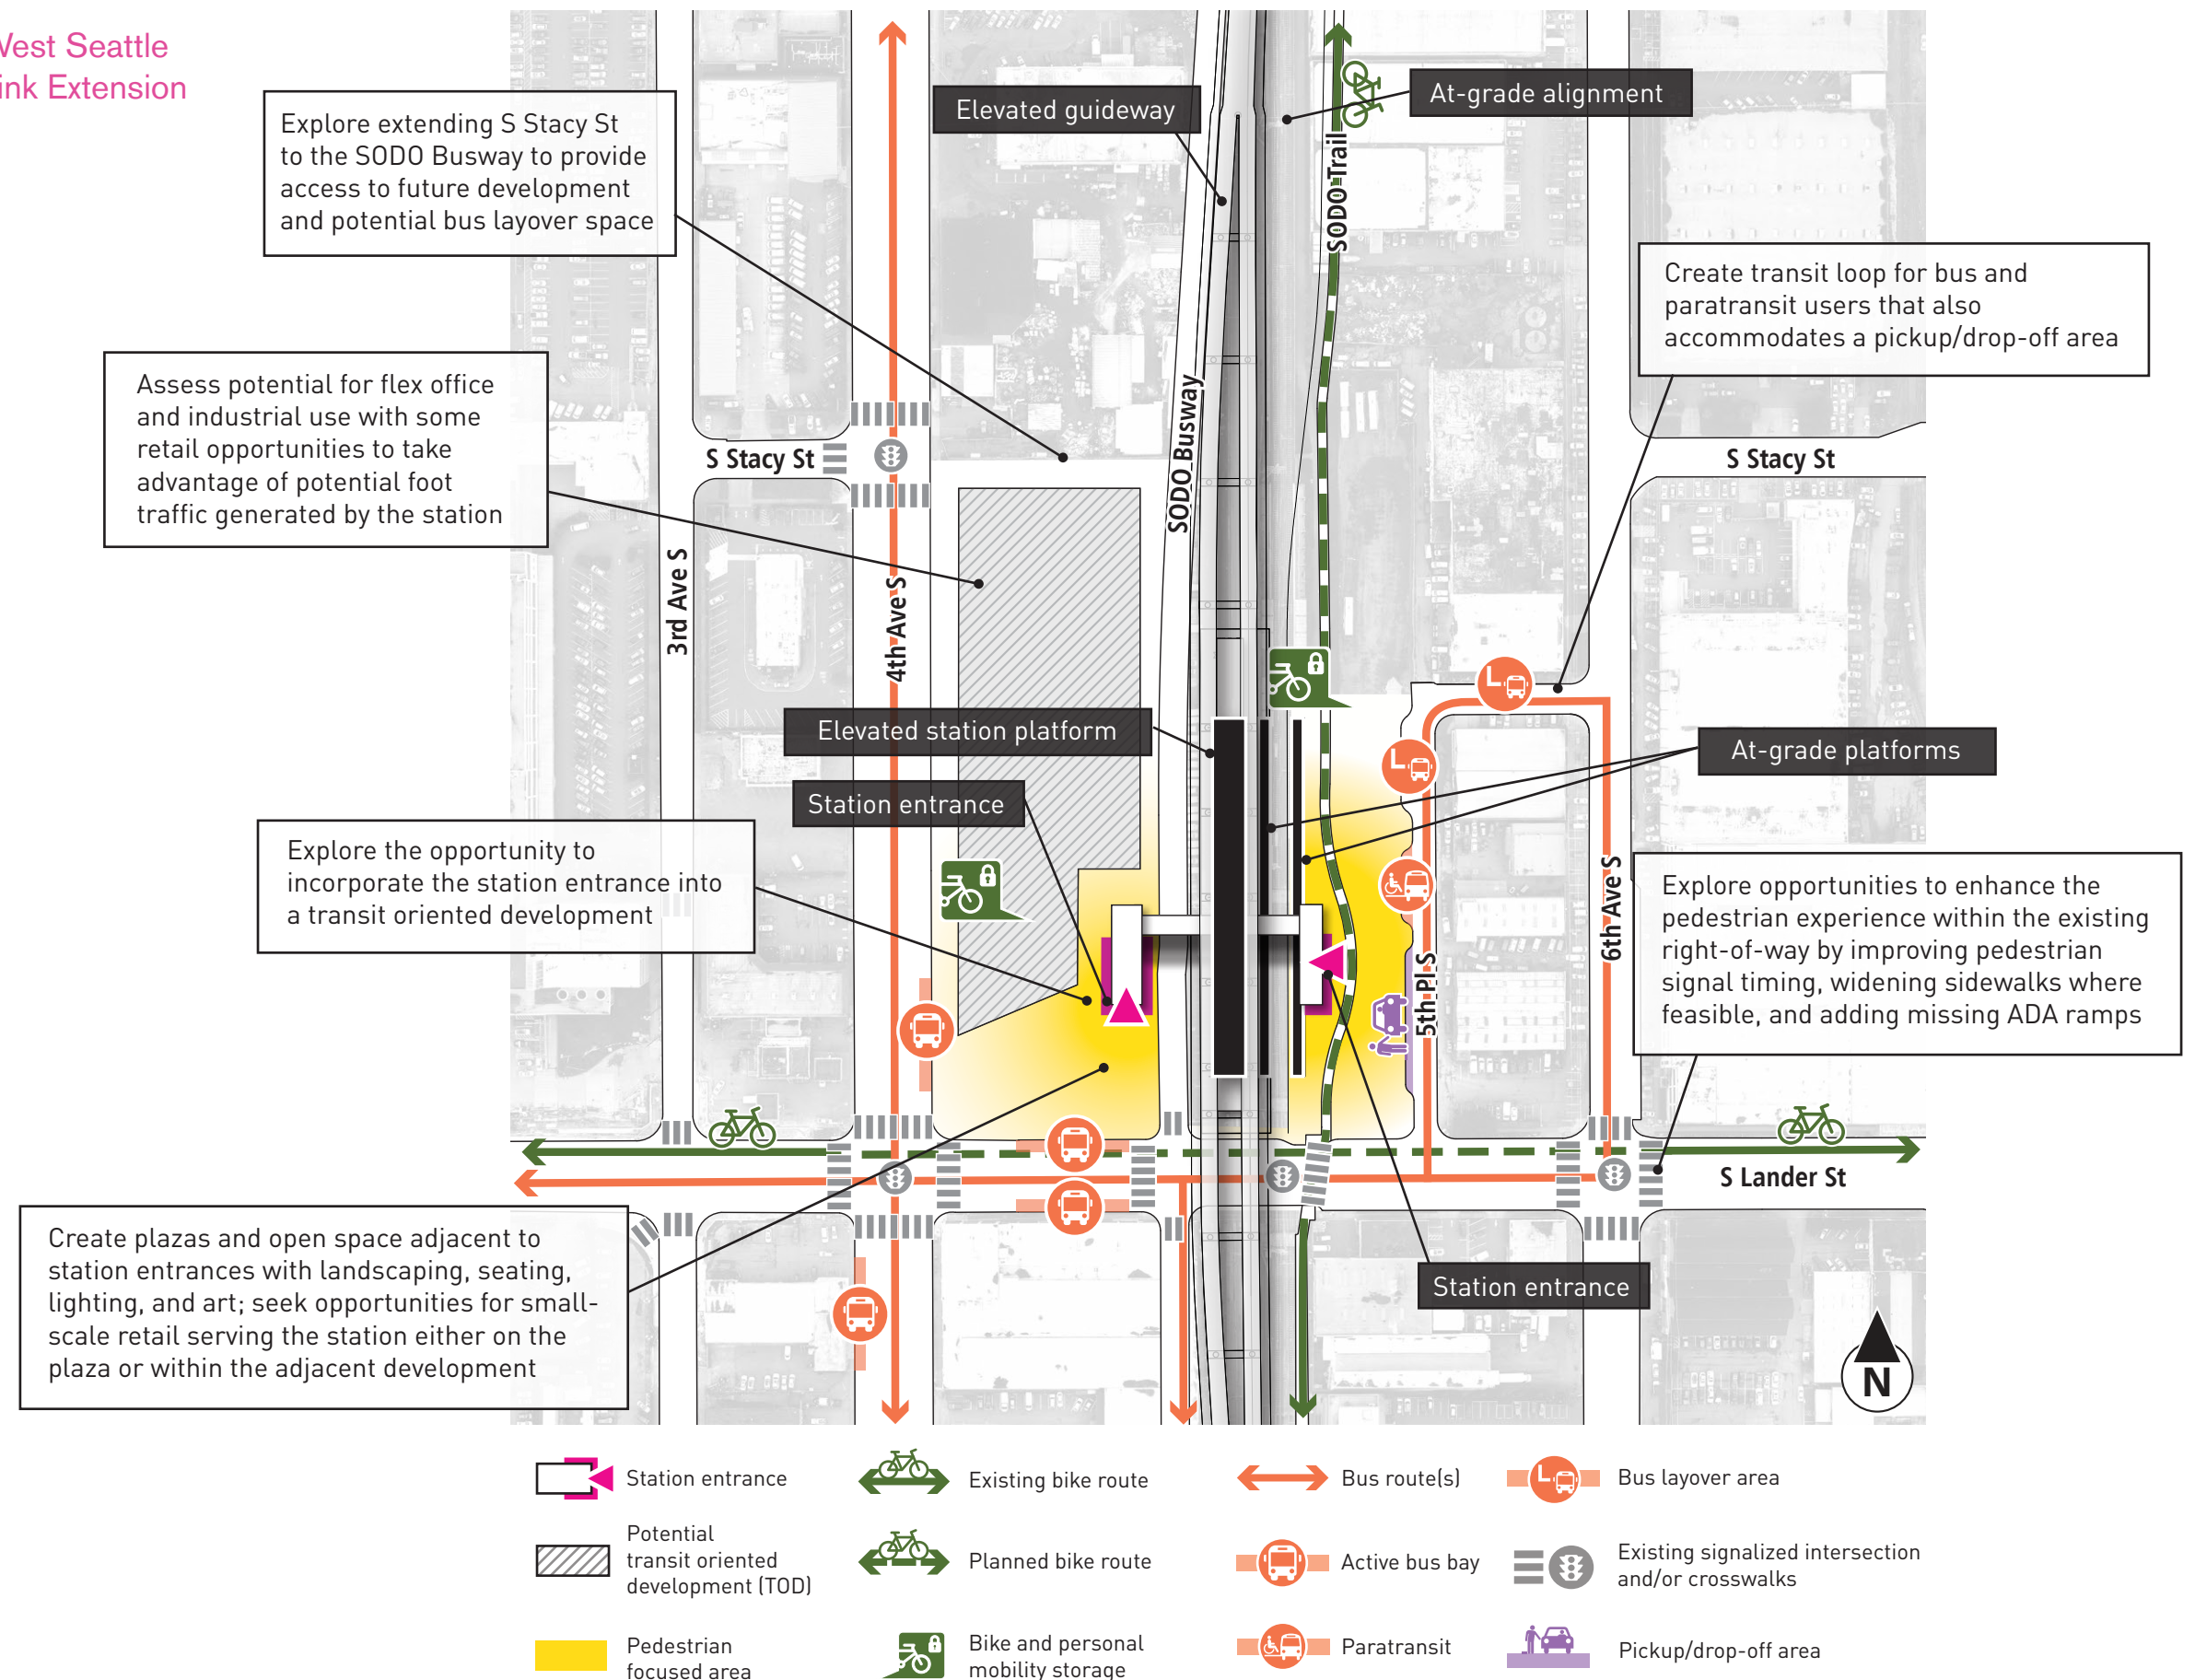 West Seattle
Link Extension
Explore extending S Stacy St
to the SODO Busway to provide
access to future development
and potential bus layover space
Elevated guideway
At-grade alignment
SODO Trail
Create transit loop for bus and
paratransit users that also
accommodates a pickup/drop-off area
Assess potential for flex office
and industrial use with some
retail opportunities to take
advantage of potential foot
traffic generated by the station
S Stacy St
SODO Busway
S Stacy St
3rd Ave S
4th Ave S
L
Elevated station platform
At-grade platforms
L
Station entrance
Explore the opportunity to
incorporate the station entrance into
a transit oriented development
6th Ave S
Explore opportunities to enhance the
pedestrian experience within the existing
right-of-way by improving pedestrian
signal timing, widening sidewalks where
feasible, and adding missing ADA ramps
5th Pl S
S Lander St
Create plazas and open space adjacent to
station entrances with landscaping, seating,
lighting, and art; seek opportunities for small-
scale retail serving the station either on the
plaza or within the adjacent development
Station entrance
N
Station entrance
Existing bike route
Bus route(s)
L
Bus layover area
Potential
transit oriented
development (TOD)
Planned bike route
Active bus bay
Existing signalized intersection
and/or crosswalks
Pedestrian
focused area
Bike and personal
mobility storage
Paratransit
Pickup/drop-off area